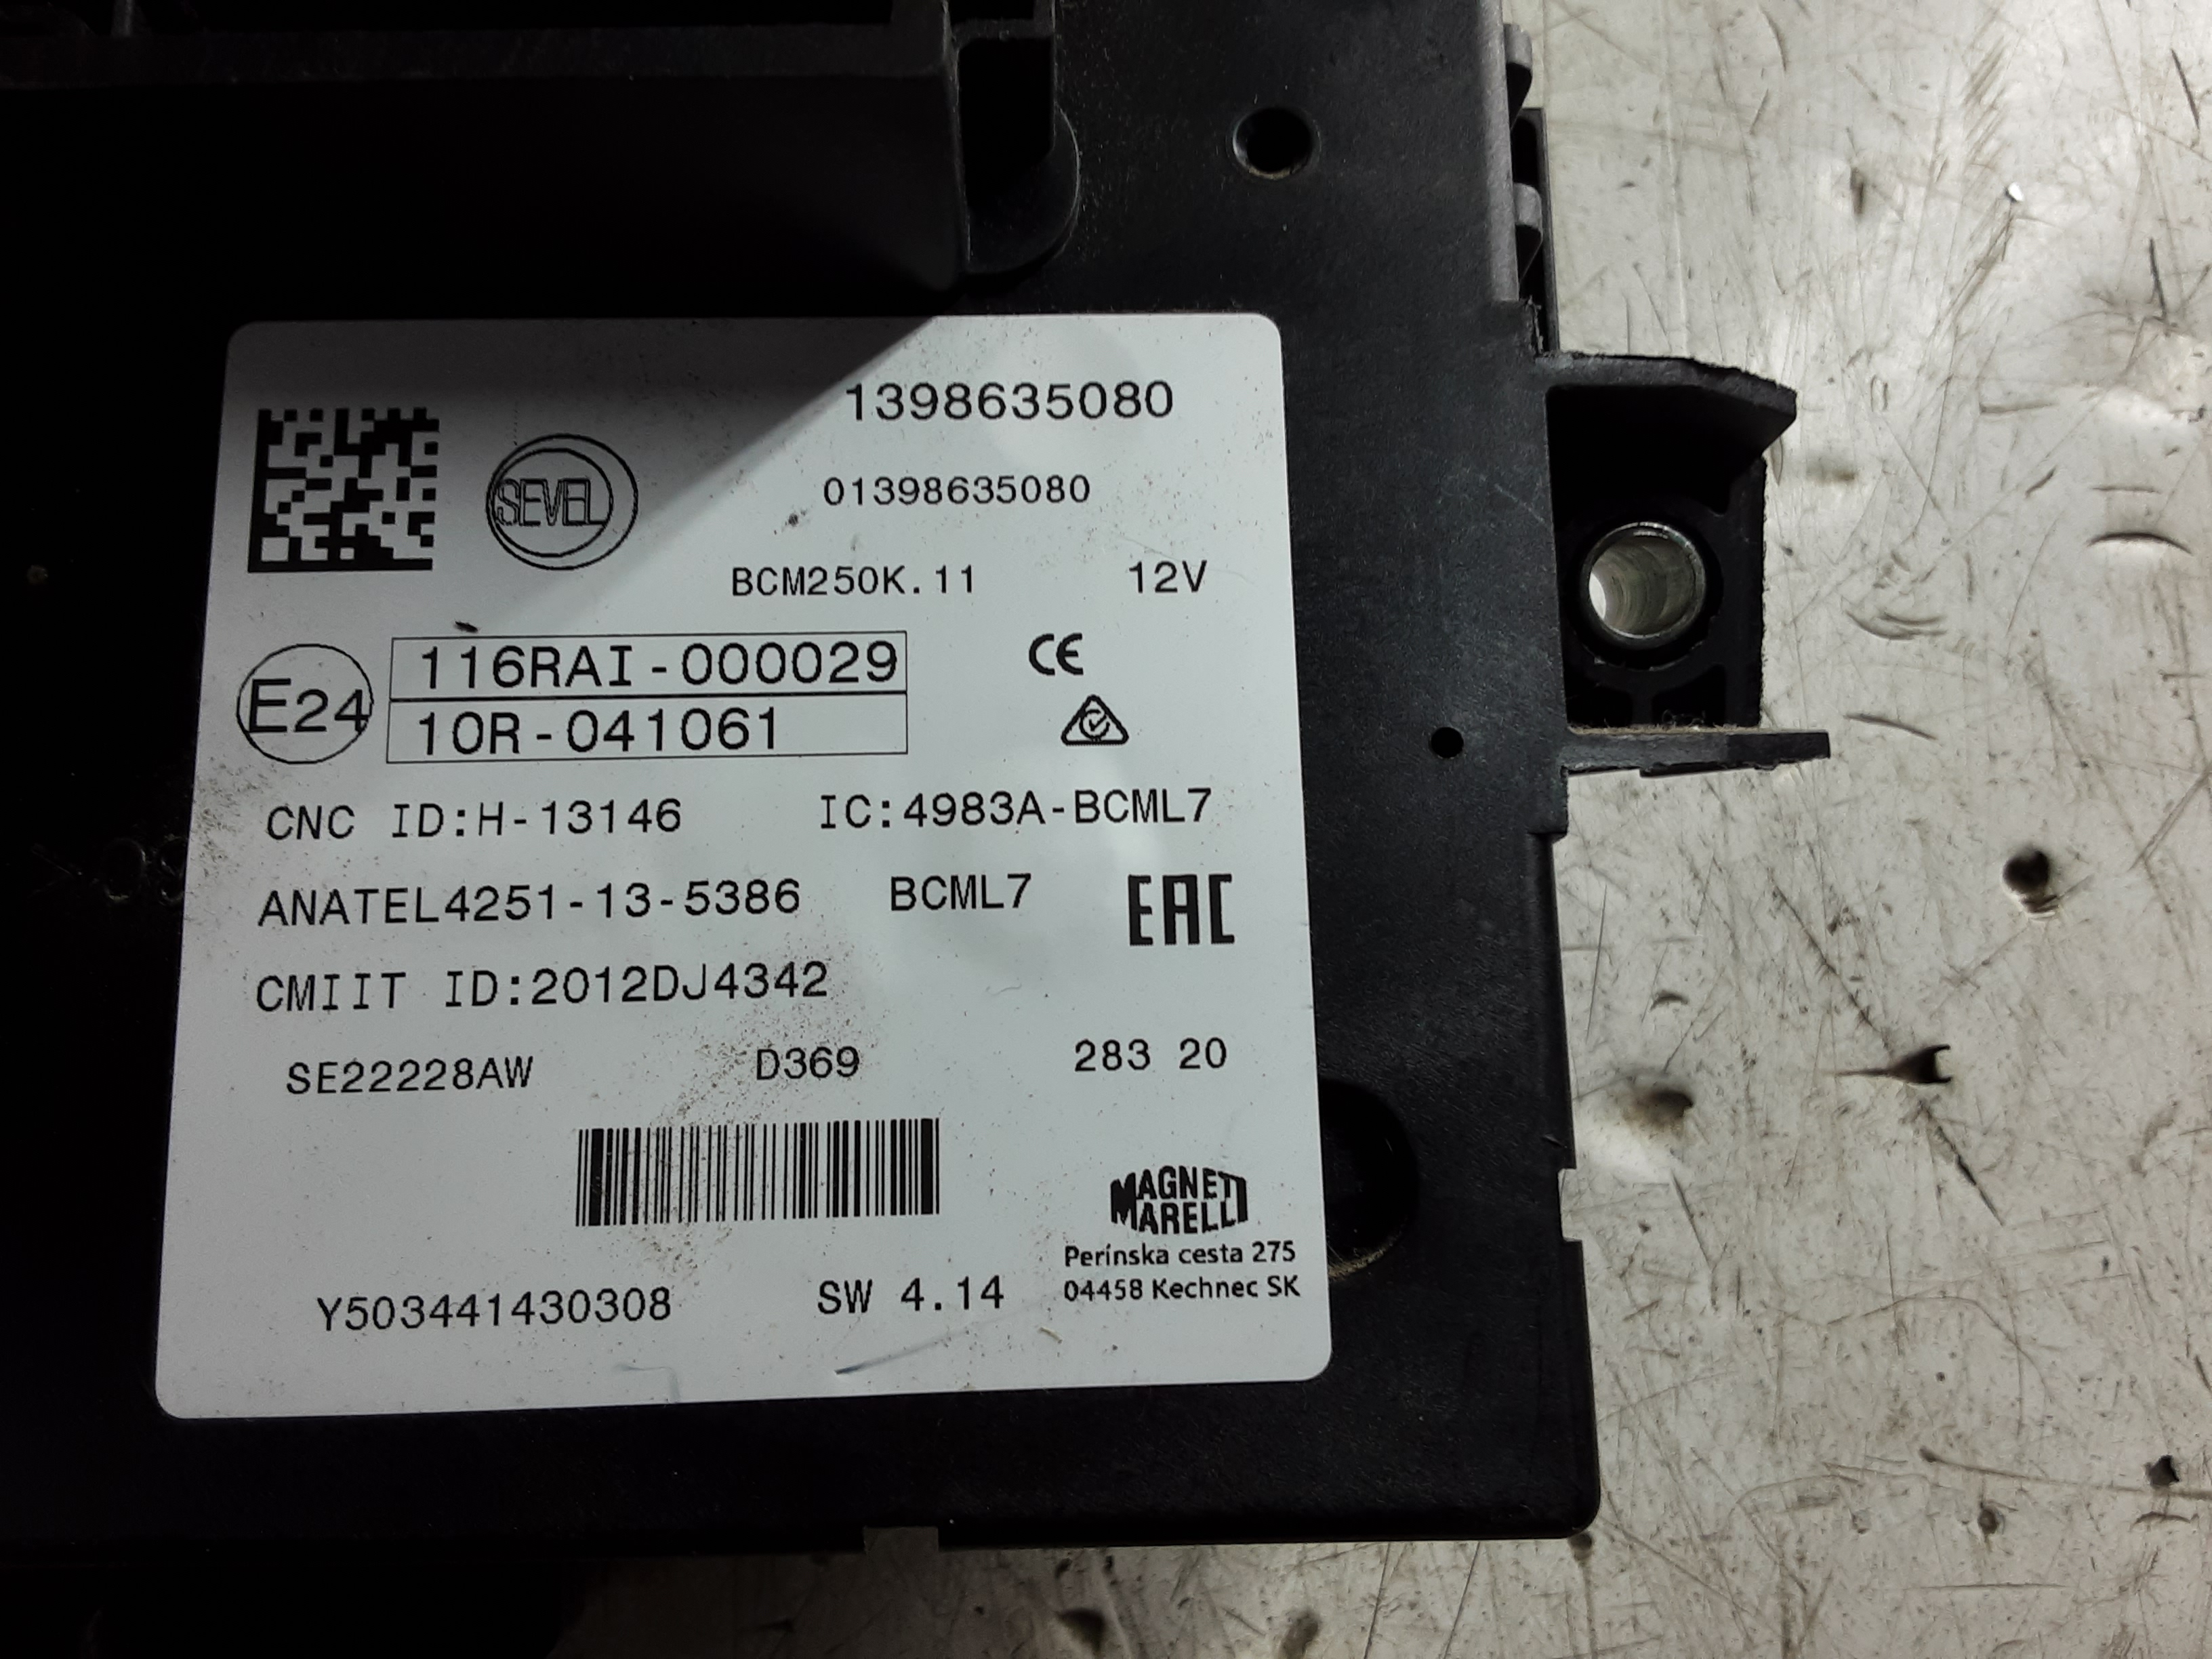 1398635080
SEVEL
01398635080
BCM250K.11 12V
E24
116RAI-000029
10R-041061
CE
CNC ID:H-13146 IC:4983A-BCML7
ANATEL4251-13-5386 BCML7 EAC
CMIIT ID:2012DJ4342
SE22228AW D369 283 20
MAGNETI
MARELLI
Perínska cesta 275
04458 Kechnec SK
Y503441430308 SW 4.14